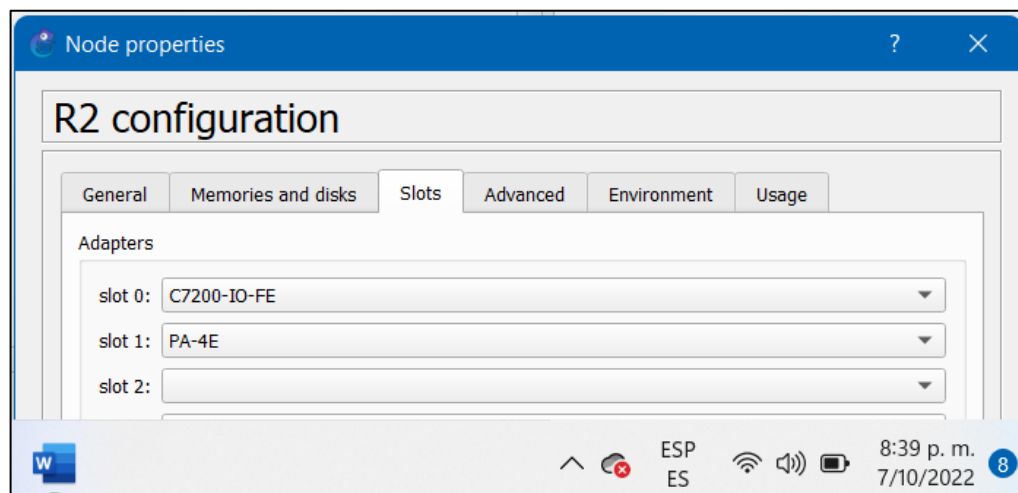 Node properties ? ×
R2 configuration
General Memories and disks Slots Advanced Environment Usage
Adapters
slot 0: C7200-IO-FE
slot 1: PA-4E
slot 2:
W
ESP
ES
8:39 p. m.
7/10/2022
8